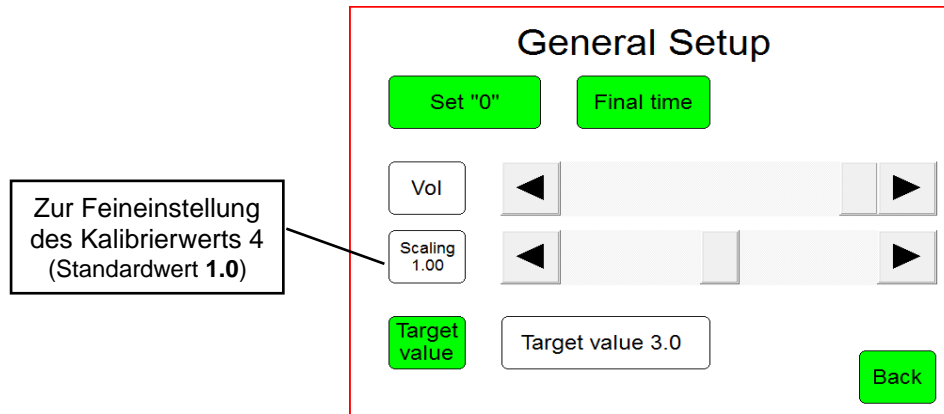 General Setup
Set "0"
Final time
Vol
Zur Feineinstellung
des Kalibrierwerts 4
(Standardwert 1.0)
Scaling
1.00
Target
value
Target value 3.0
Back